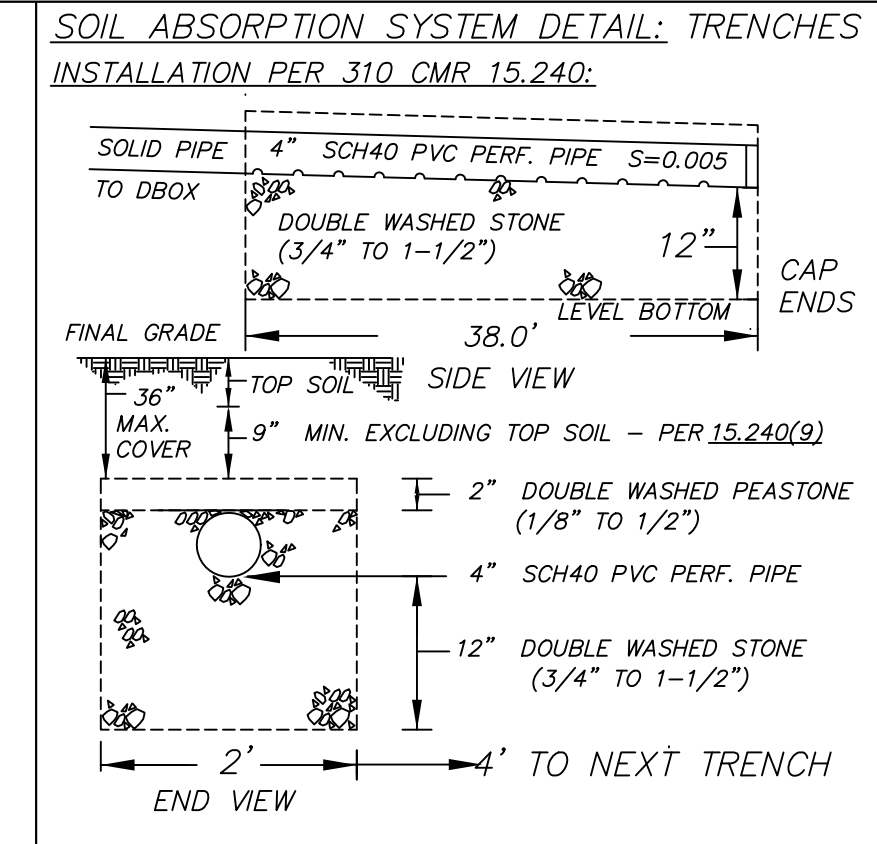 SOIL ABSORPTION SYSTEM DETAIL: TRENCHES
INSTALLATION PER 310 CMR 15.240:
SOLID PIPE 4" SCH40 PVC PERF. PIPE S=0.005
TO DBOX
DOUBLE WASHED STONE
(3/4" TO 1-1/2")
12"
CAP
ENDS
LEVEL BOTTOM
38.0'
FINAL GRADE
SIDE VIEW
TOP SOIL
36"
MAX.
COVER
9" MIN. EXCLUDING TOP SOIL – PER 15.240(9)
2" DOUBLE WASHED PEASTONE
(1/8" TO 1/2")
4" SCH40 PVC PERF. PIPE
12" DOUBLE WASHED STONE
(3/4" TO 1-1/2")
2'
4' TO NEXT TRENCH
END VIEW